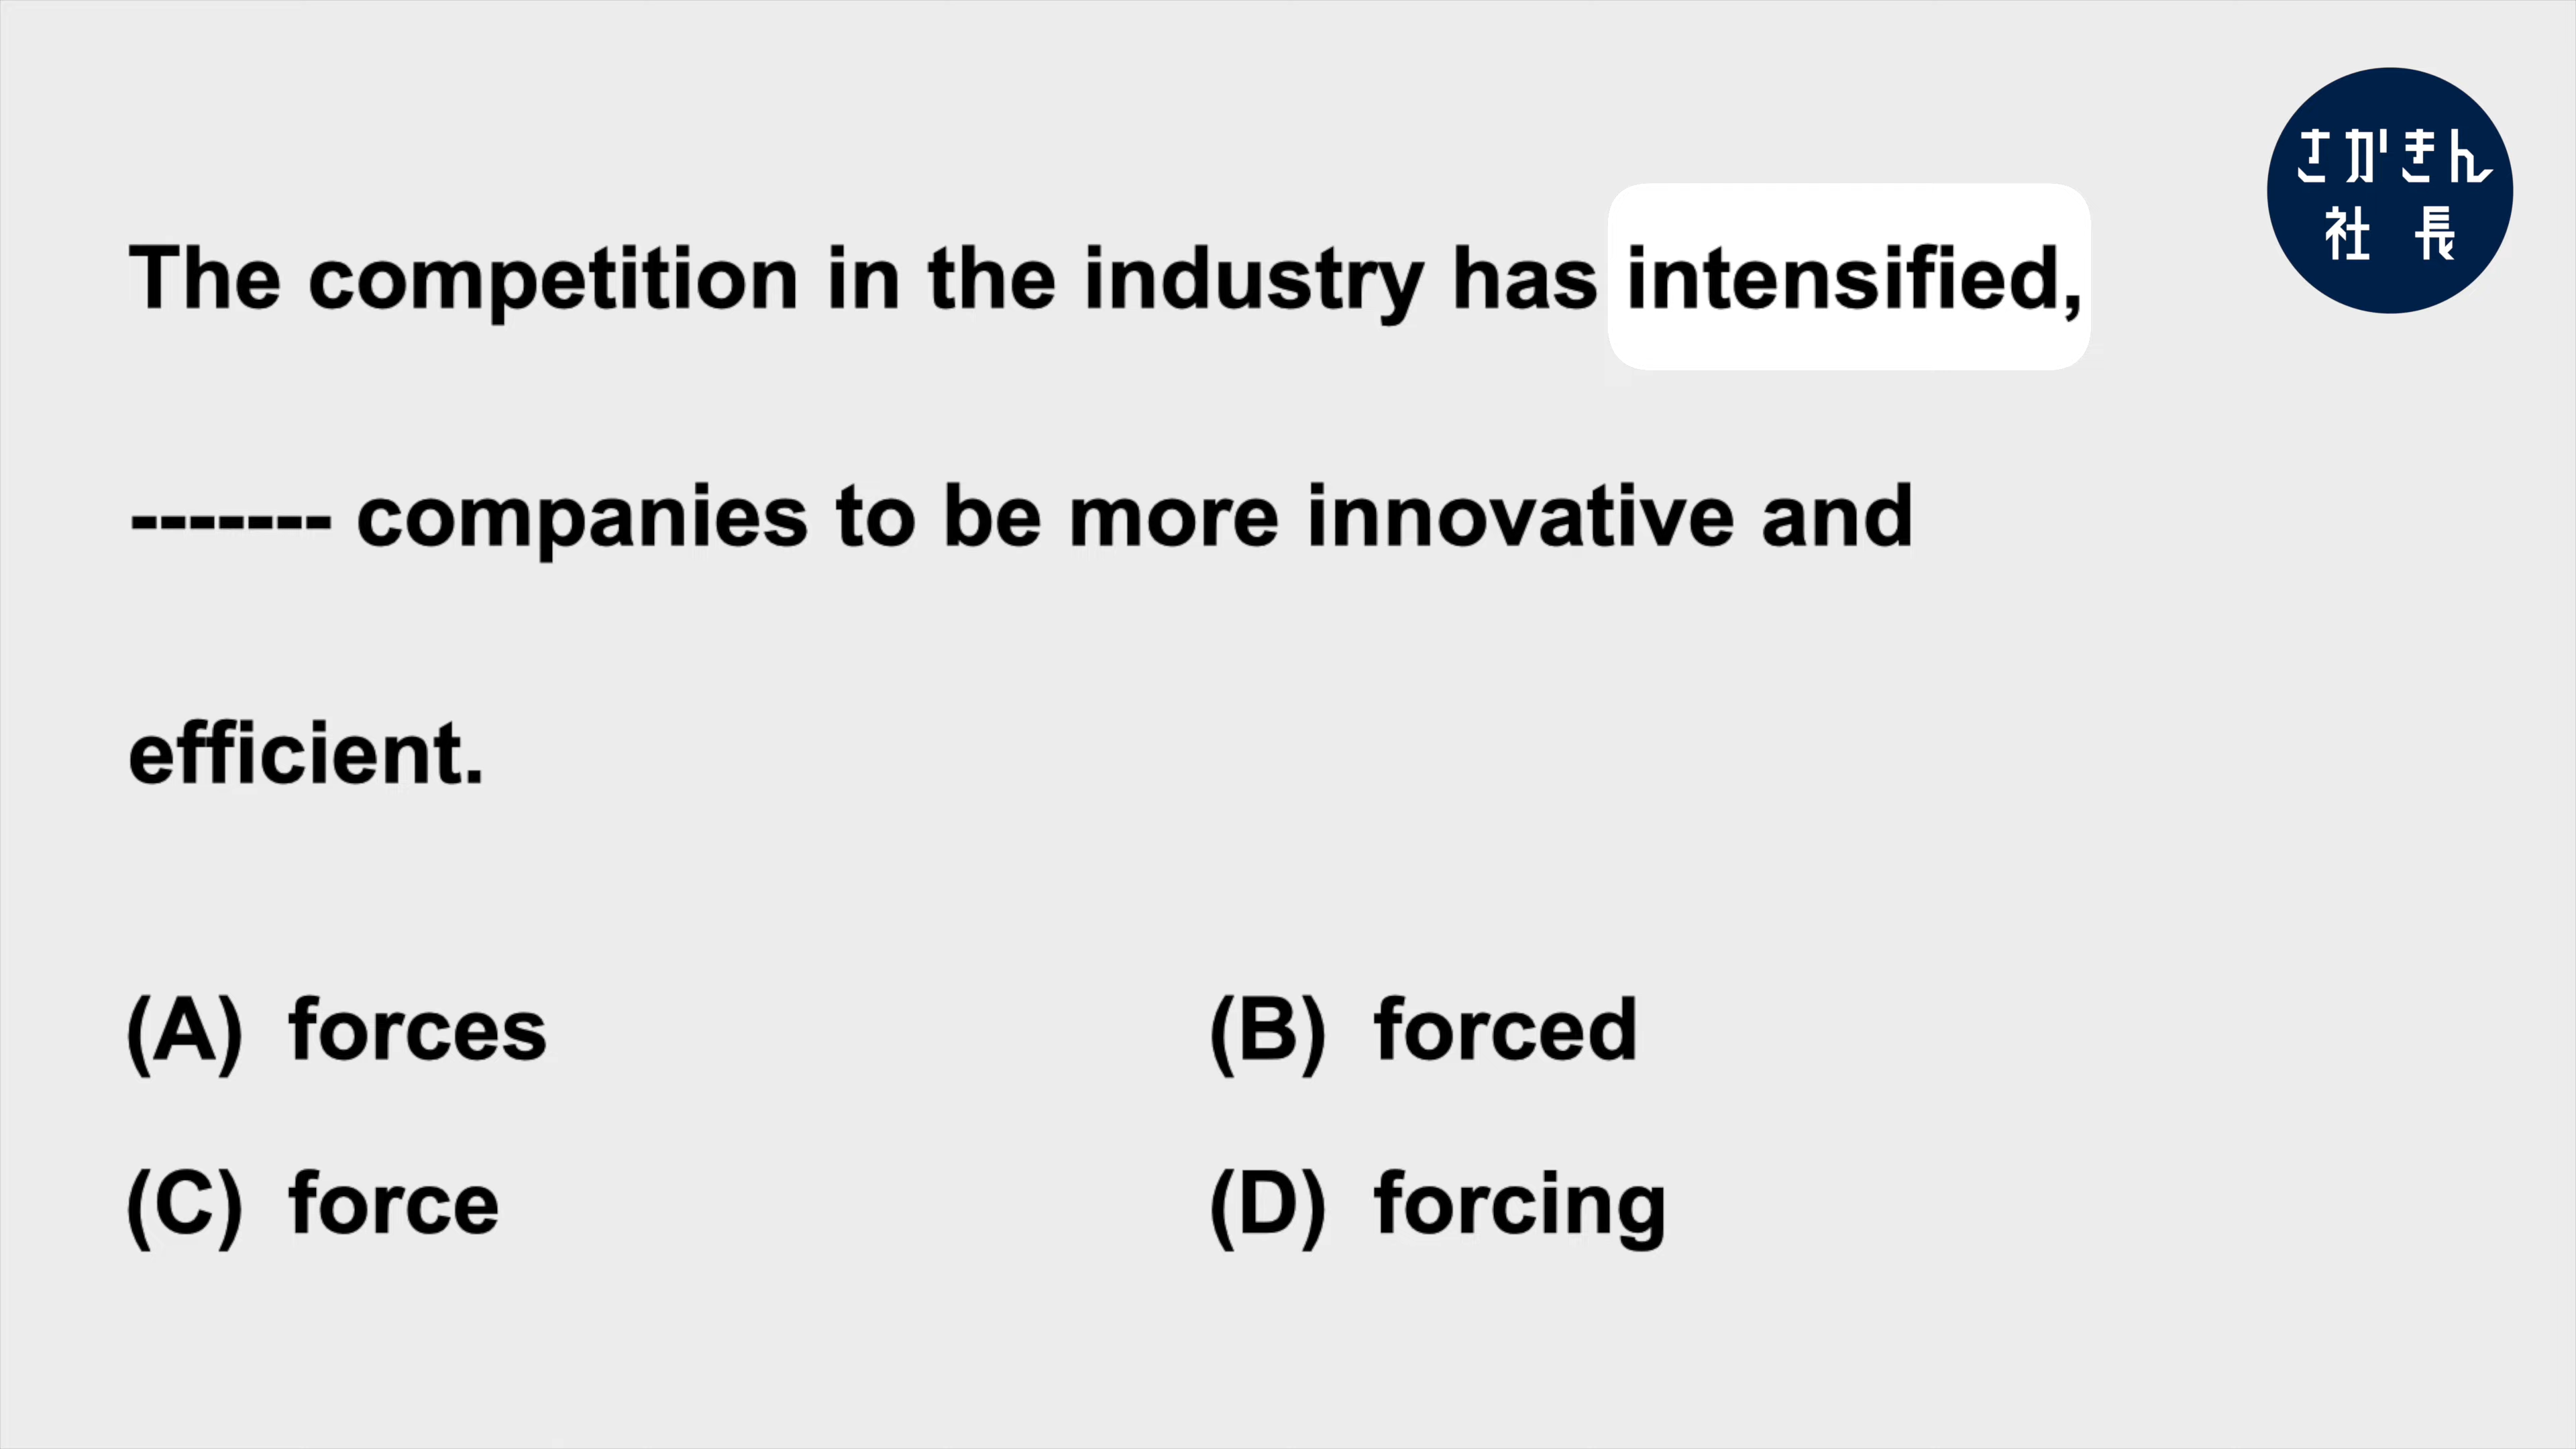 さかきん
社長
The competition in the industry has intensified,
------- companies to be more innovative and
efficient.
(A) forces
(B) forced
(C) force
(D) forcing